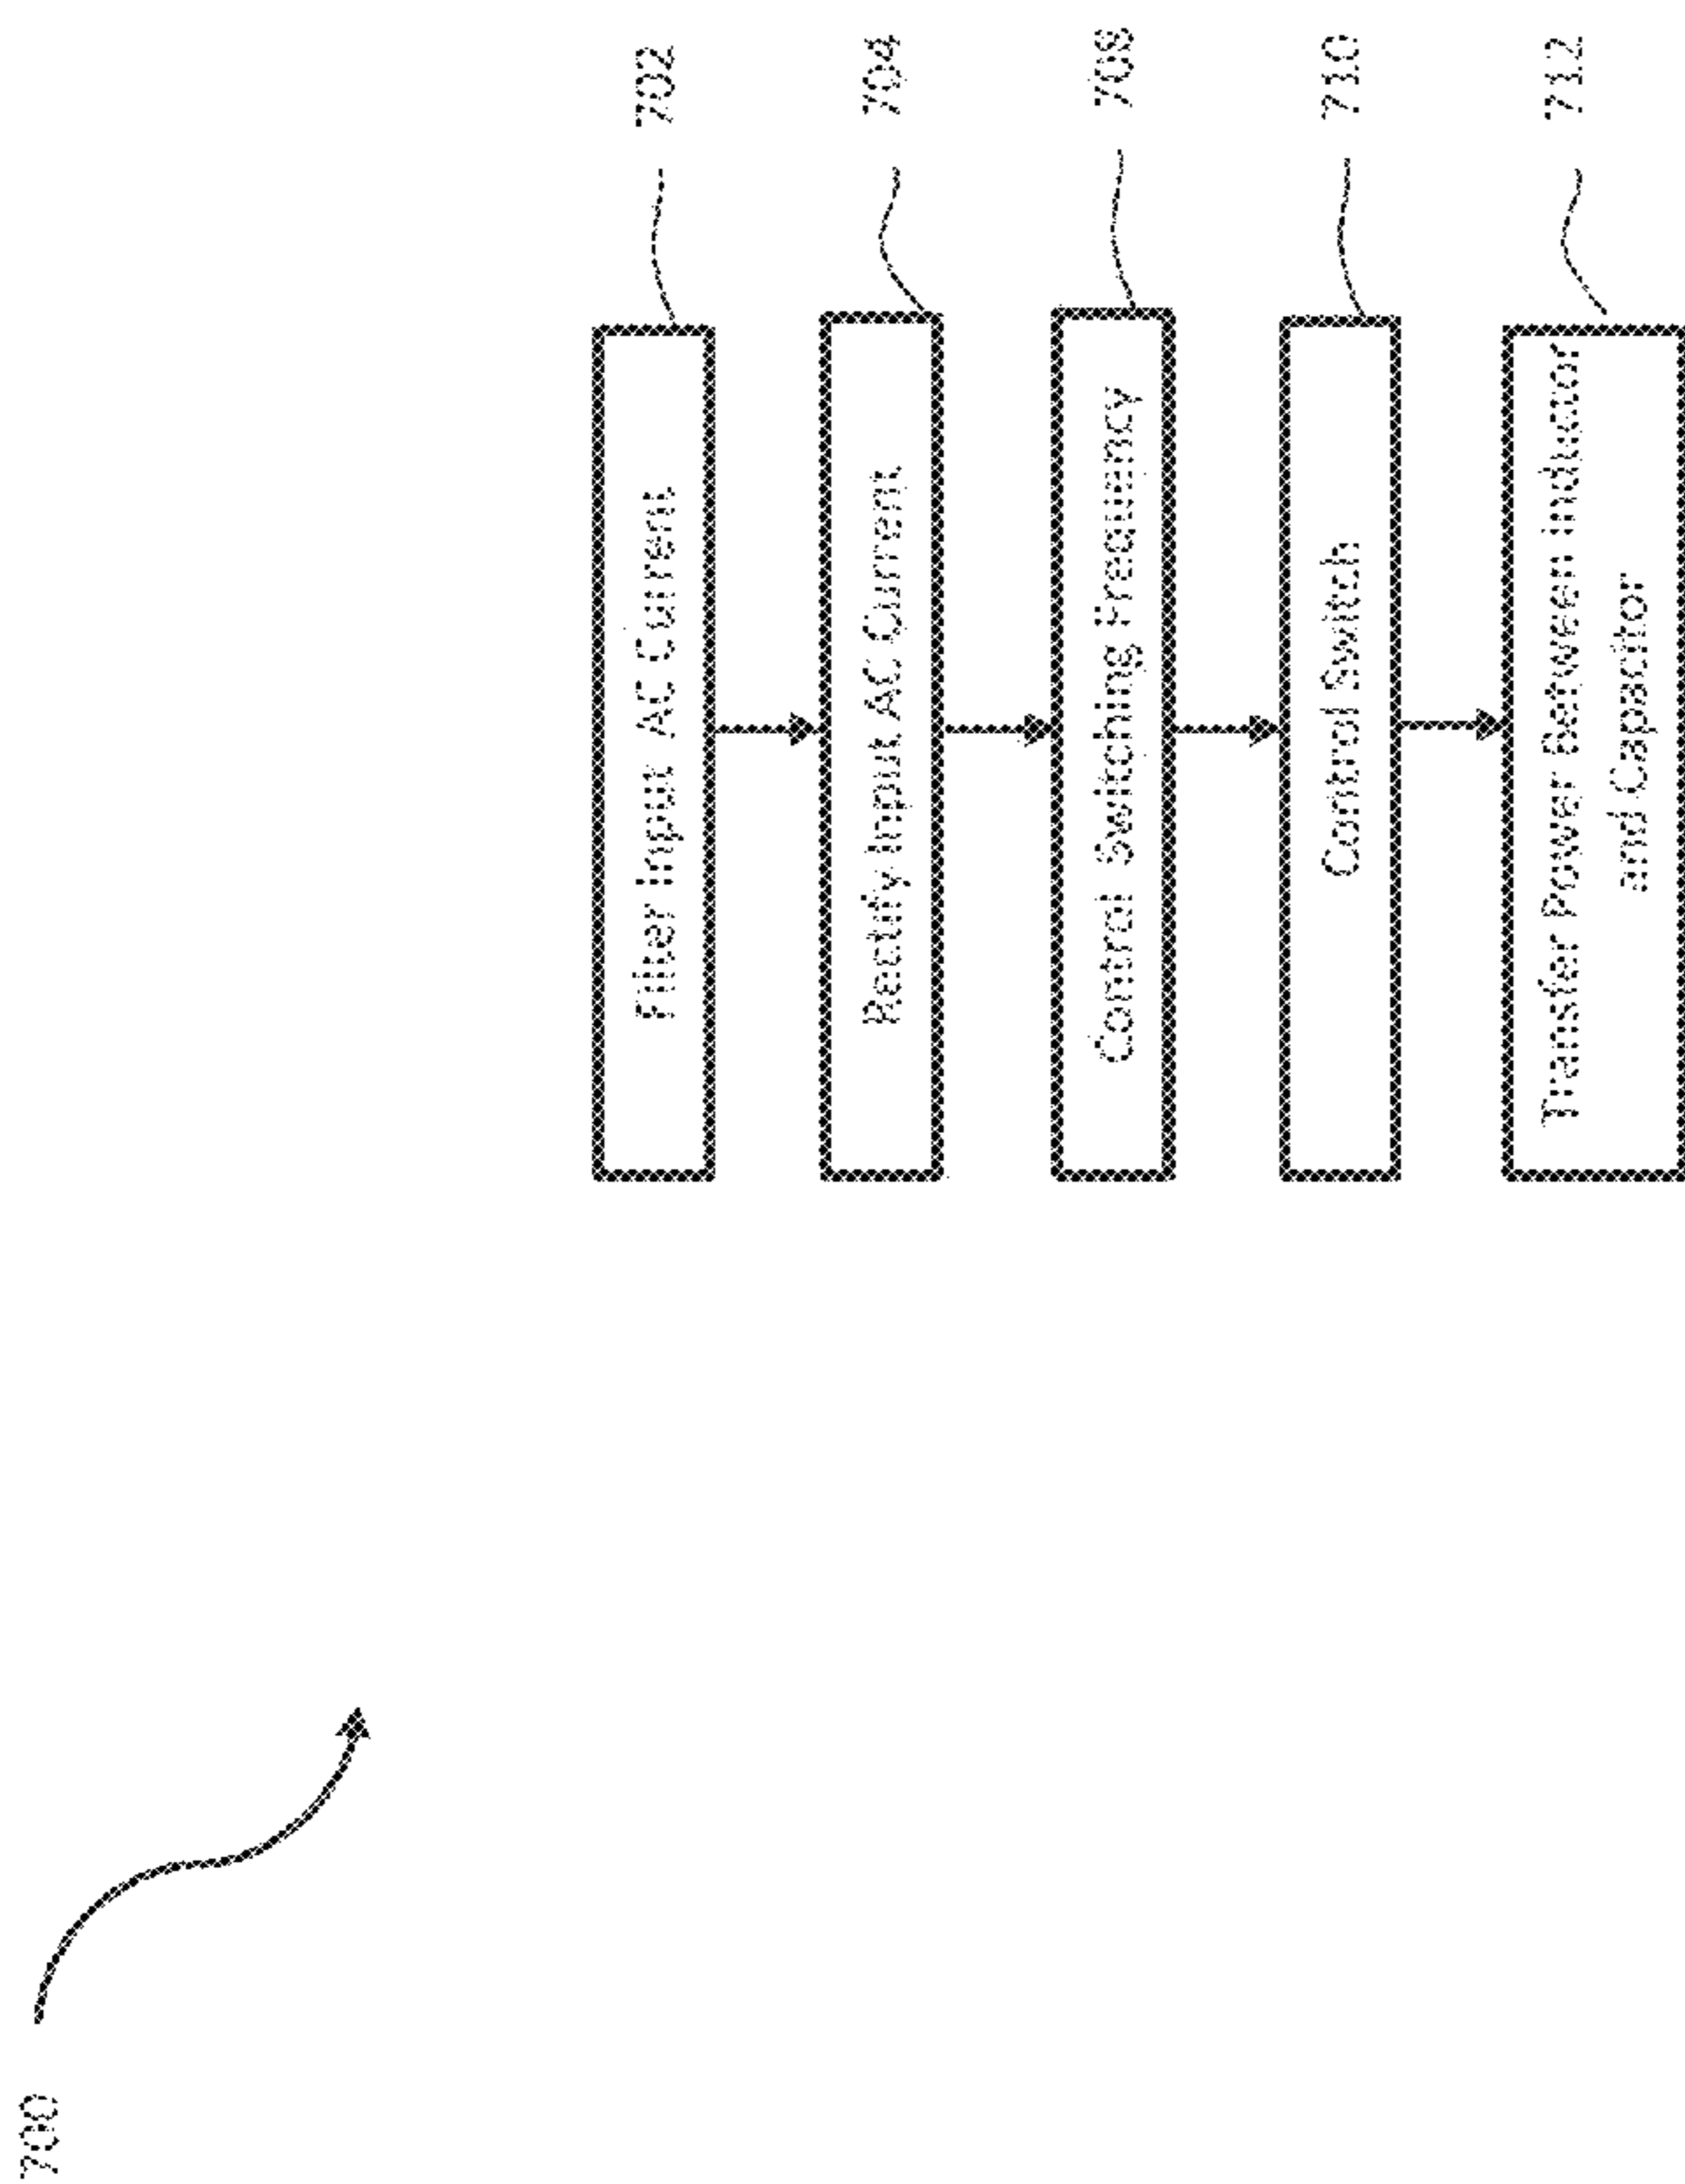 700
Filter Input AC Current
702
Rectify Input AC Current
704
Control Switching Frequency
708
Control Switch
710
Transfer Power Between Inductor
and Capacitor
712